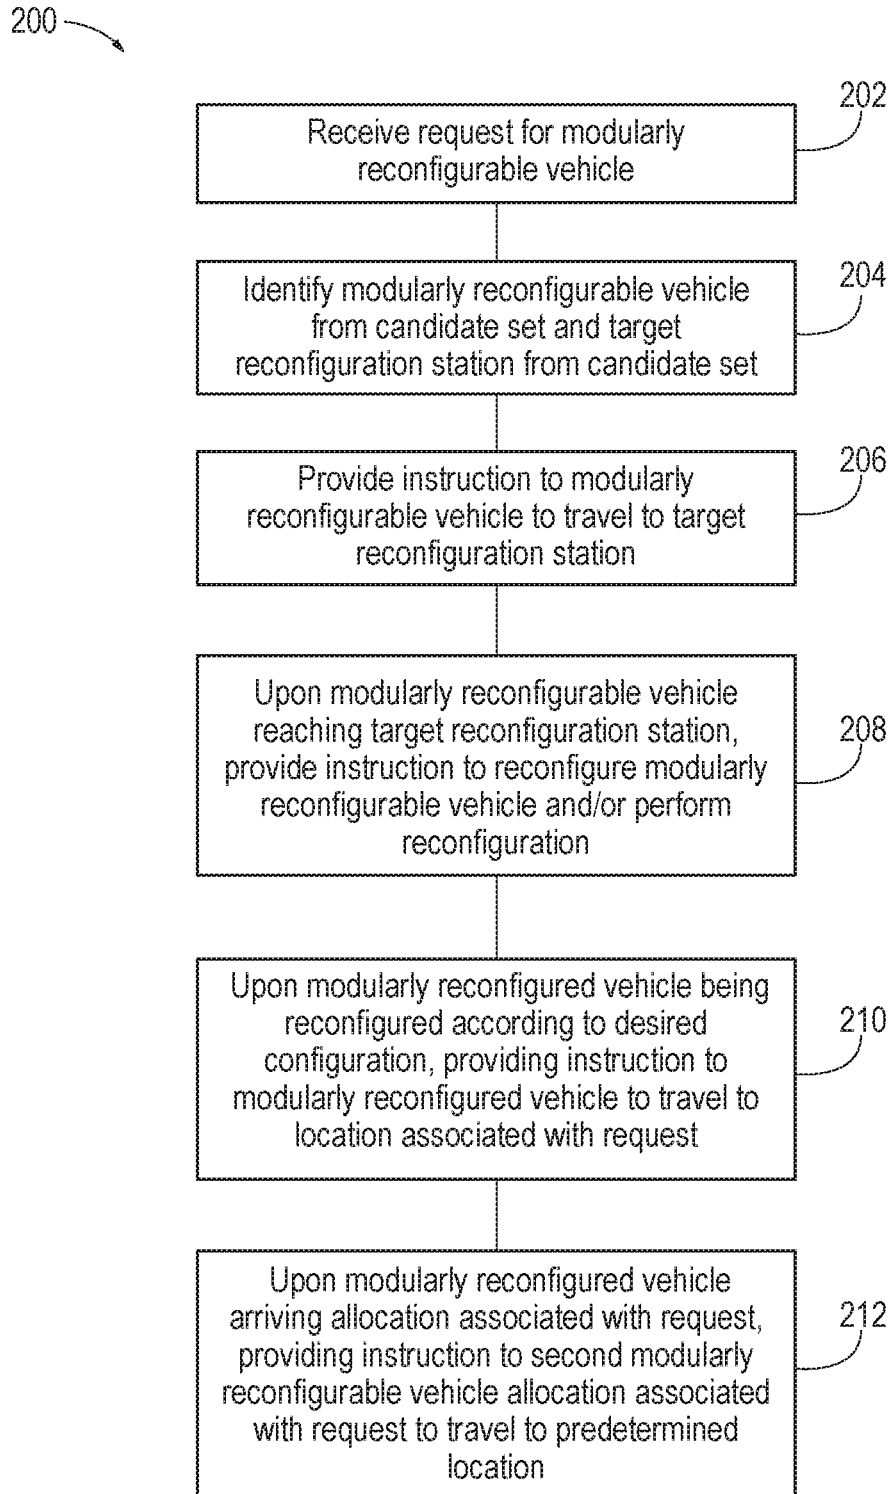 200
202
Receive request for modularly
reconfigurable vehicle
204
Identify modularly reconfigurable vehicle
from candidate set and target
reconfiguration station from candidate set
206
Provide instruction to modularly
reconfigurable vehicle to travel to target
reconfiguration station
208
Upon modularly reconfigurable vehicle
reaching target reconfiguration station,
provide instruction to reconfigure modularly
reconfigurable vehicle and/or perform
reconfiguration
210
Upon modularly reconfigured vehicle being
reconfigured according to desired
configuration, providing instruction to
modularly reconfigured vehicle to travel to
location associated with request
212
Upon modularly reconfigured vehicle
arriving allocation associated with request,
providing instruction to second modularly
reconfigurable vehicle allocation associated
with request to travel to predetermined
location